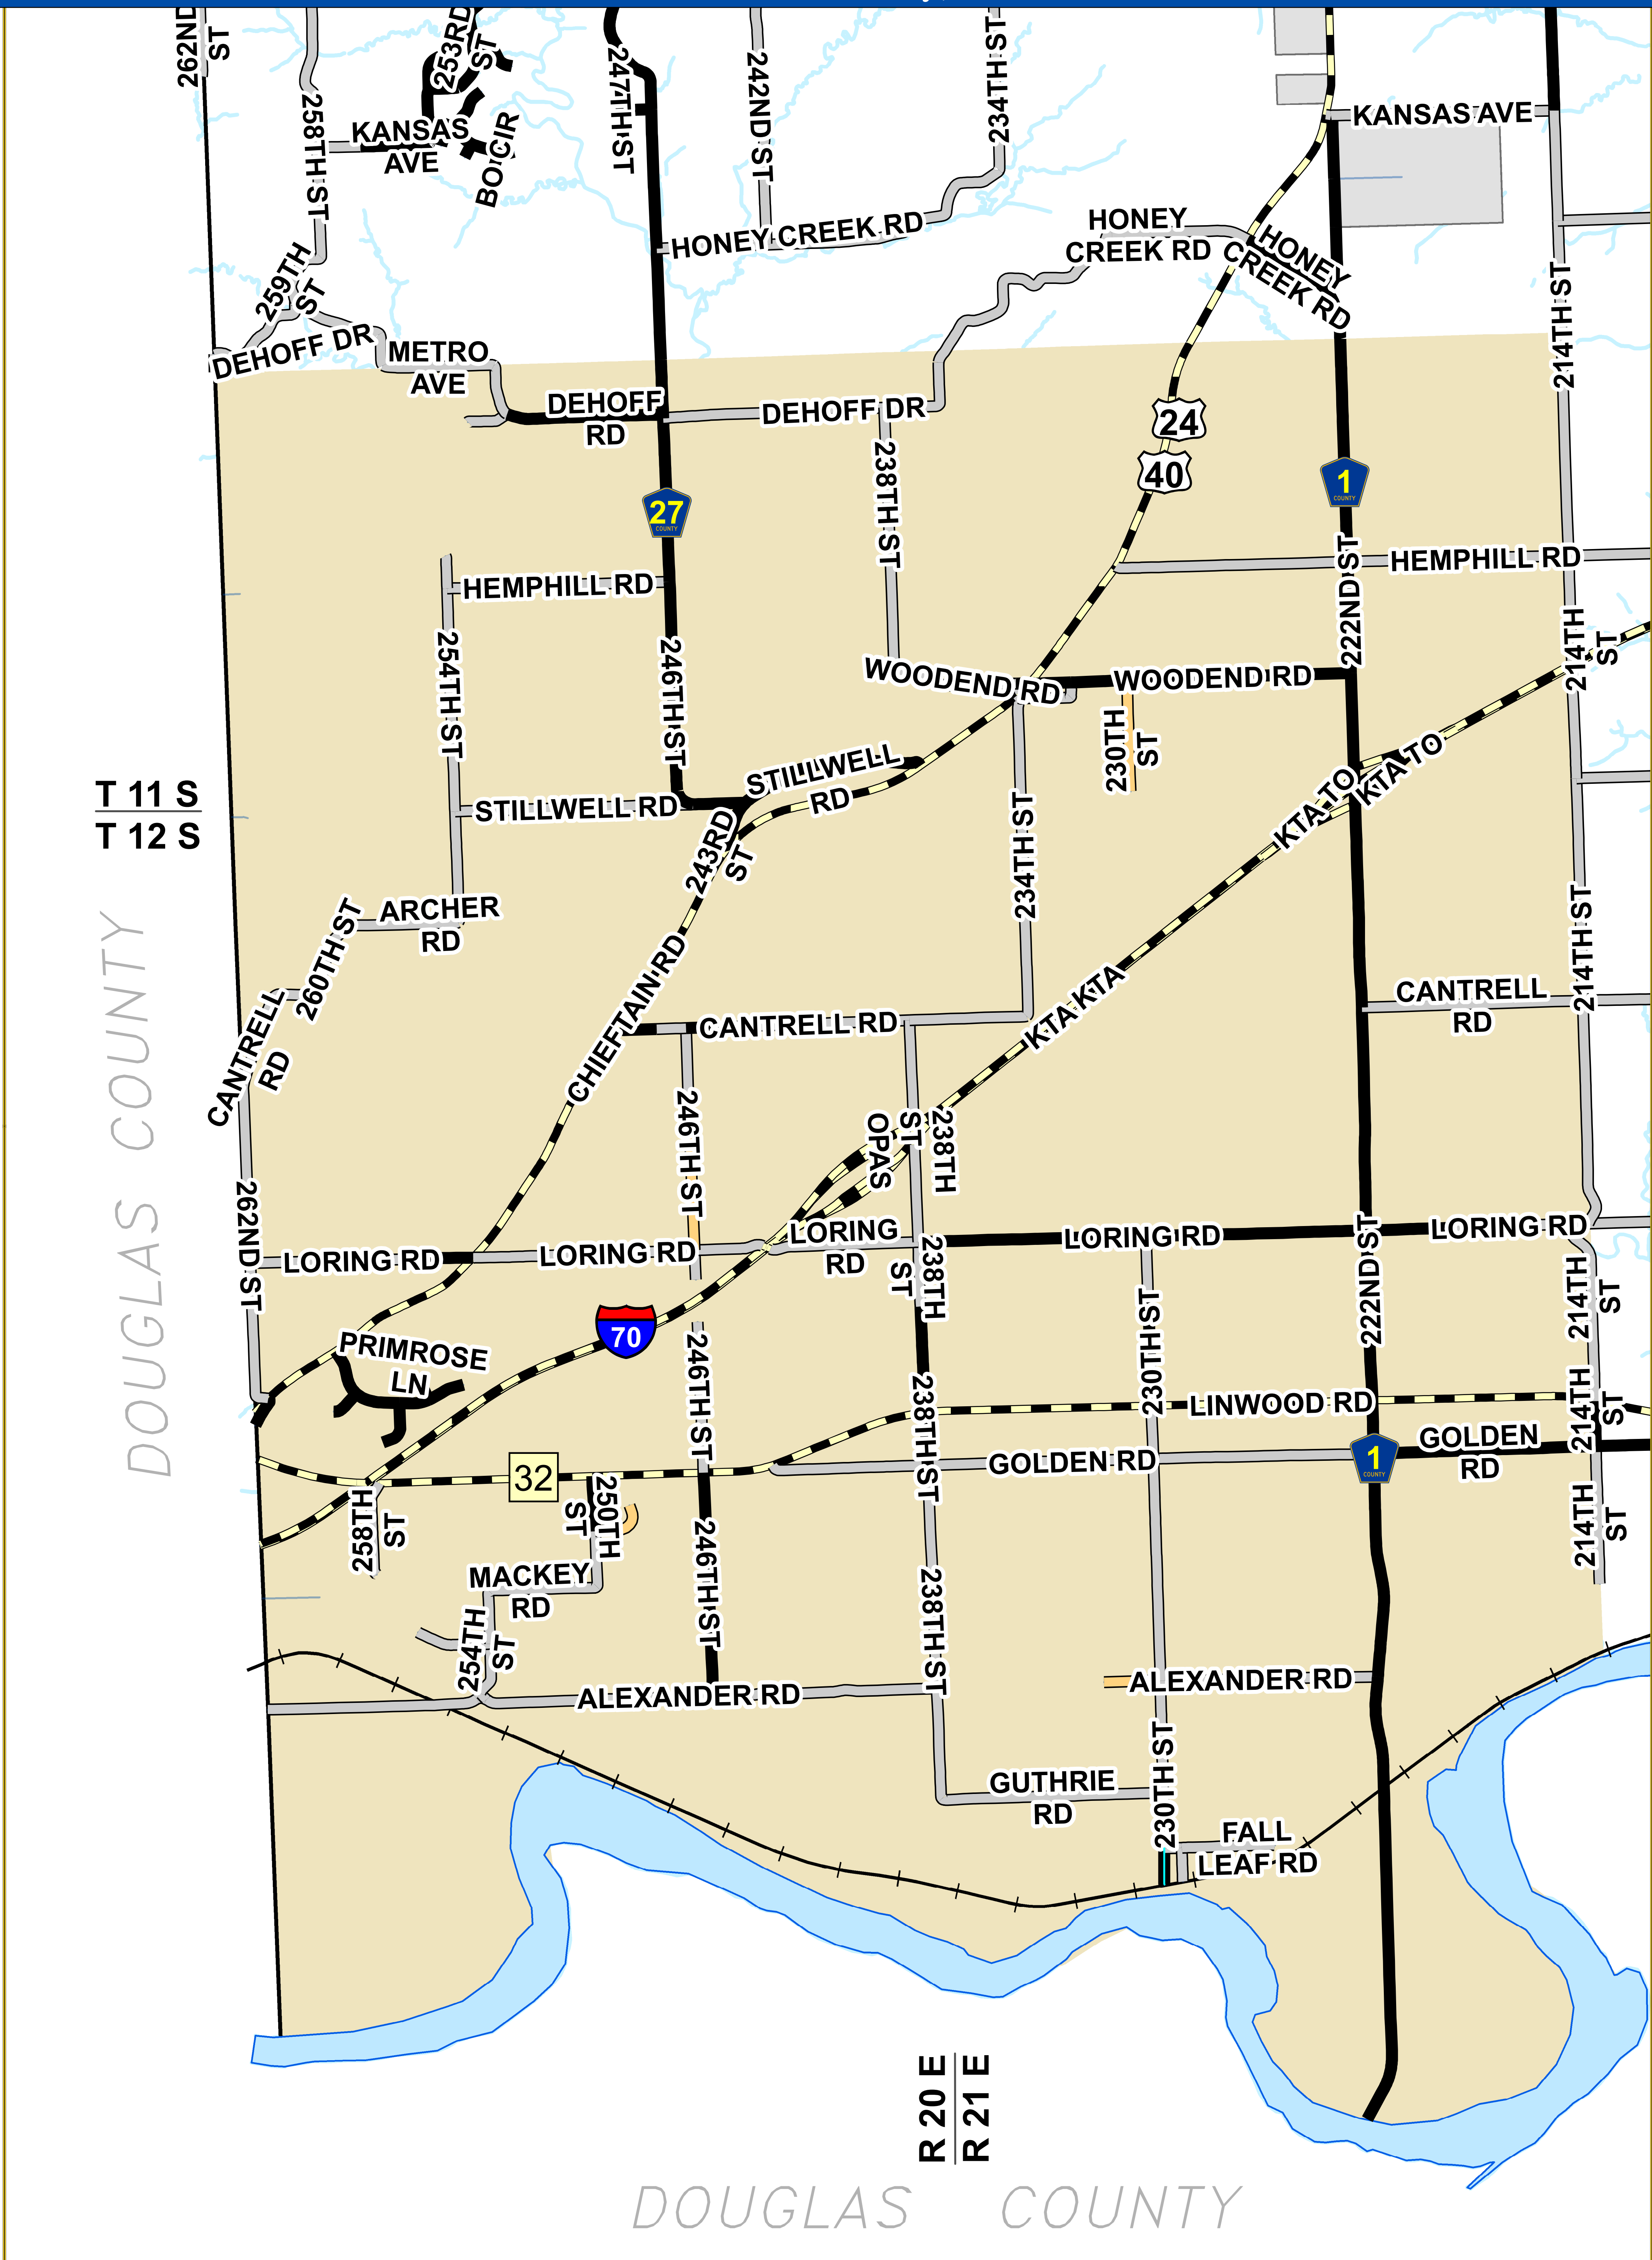 262ND
ST
258TH ST
253RD
ST
KANSAS
AVE
BO CIR
247TH ST
242ND ST
234TH ST
KANSAS AVE
HONEY CREEK RD
HONEY
CREEK RD
HONEY
CREEK RD
259TH
ST
DEHOFF DR
METRO
AVE
214TH ST
DEHOFF
RD
DEHOFF DR
24
40
238TH ST
1
COUNTY
27
COUNTY
HEMPHILL RD
HEMPHILL RD
222ND ST
254TH ST
246TH ST
214TH
ST
WOODEND RD
WOODEND RD
230TH
ST
STILLWELL
RD
KTA TO
KTA TO
T 11 S
T 12 S
STILLWELL RD
243RD
ST
234TH ST
214TH ST
ARCHER
RD
260TH ST
CHIEFTAIN RD
KTA
KTA
CANTRELL
RD
CANTRELL
RD
CANTRELL RD
DOUGLAS COUNTY
246TH ST
OPAS
238TH
ST
262ND ST
LORING RD
LORING RD
LORING
RD
LORING RD
222ND ST
LORING RD
238TH
ST
230TH ST
214TH
ST
70
PRIMROSE
LN
246TH ST
238TH ST
LINWOOD RD
214TH
ST
GOLDEN RD
1
COUNTY
GOLDEN
RD
32
258TH
ST
250TH
ST
214TH
ST
246TH ST
238TH ST
MACKEY
RD
254TH
ST
ALEXANDER RD
ALEXANDER RD
230TH ST
GUTHRIE
RD
FALL
LEAF RD
R 20 E
R 21 E
DOUGLAS COUNTY